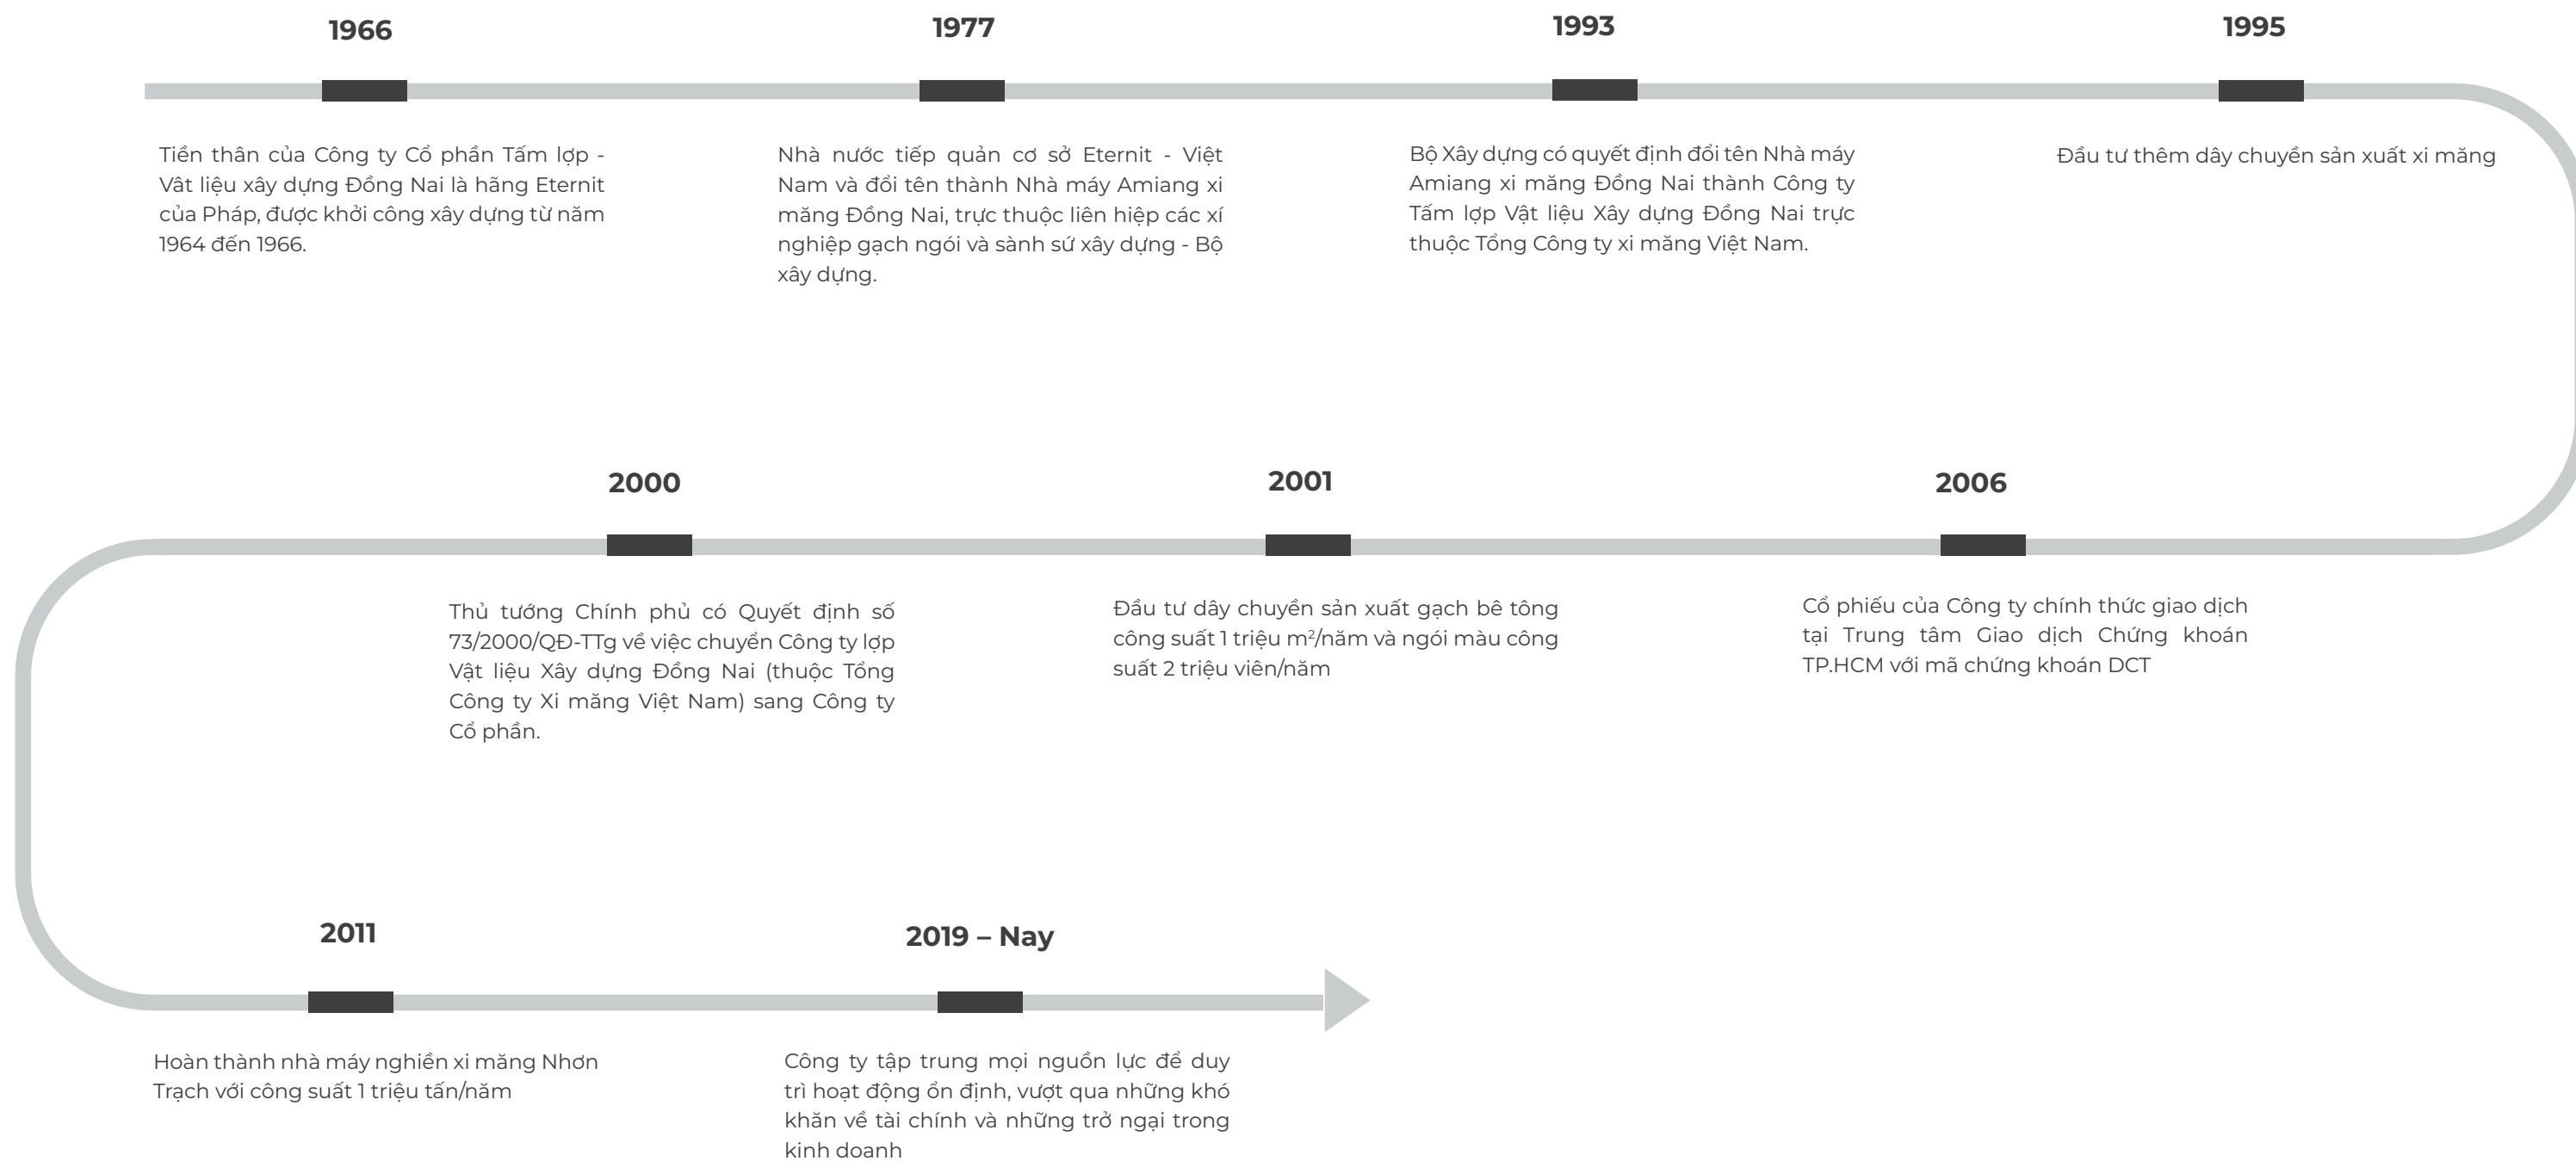 1966
Tiền thân của Công ty Cổ phần Tấm lợp -
Vât liệu xây dựng Đồng Nai là hãng Eternit
của Pháp, được khởi công xây dựng từ năm
1964 đến 1966.
1977
Nhà nước tiếp quản cơ sở Eternit - Việt
Nam và đổi tên thành Nhà máy Amiang xi
măng Đồng Nai, trực thuộc liên hiệp các xí
nghiệp gạch ngói và sành sứ xây dựng - Bộ
xây dựng.
1993
Bộ Xây dựng có quyết định đổi tên Nhà máy
Amiang xi măng Đồng Nai thành Công ty
Tấm lợp Vật liệu Xây dựng Đồng Nai trực
thuộc Tổng Công ty xi măng Việt Nam.
1995
Đầu tư thêm dây chuyền sản xuất xi măng
2000
Thủ tướng Chính phủ có Quyết định số
73/2000/QĐ-TTg về việc chuyển Công ty lợp
Vật liệu Xây dựng Đồng Nai (thuộc Tổng
Công ty Xi măng Việt Nam) sang Công ty
Cổ phần.
2001
Đầu tư dây chuyền sản xuất gạch bê tông
công suất 1 triệu m²/năm và ngói màu công
suất 2 triệu viên/năm
2006
Cổ phiếu của Công ty chính thức giao dịch
tại Trung tâm Giao dịch Chứng khoán
TP.HCM với mã chứng khoán DCT
2011
Hoàn thành nhà máy nghiền xi măng Nhơn
Trạch với công suất 1 triệu tấn/năm
2019 – Nay
Công ty tập trung mọi nguồn lực để duy
trì hoạt động ổn định, vượt qua những khó
khăn về tài chính và những trở ngại trong
kinh doanh